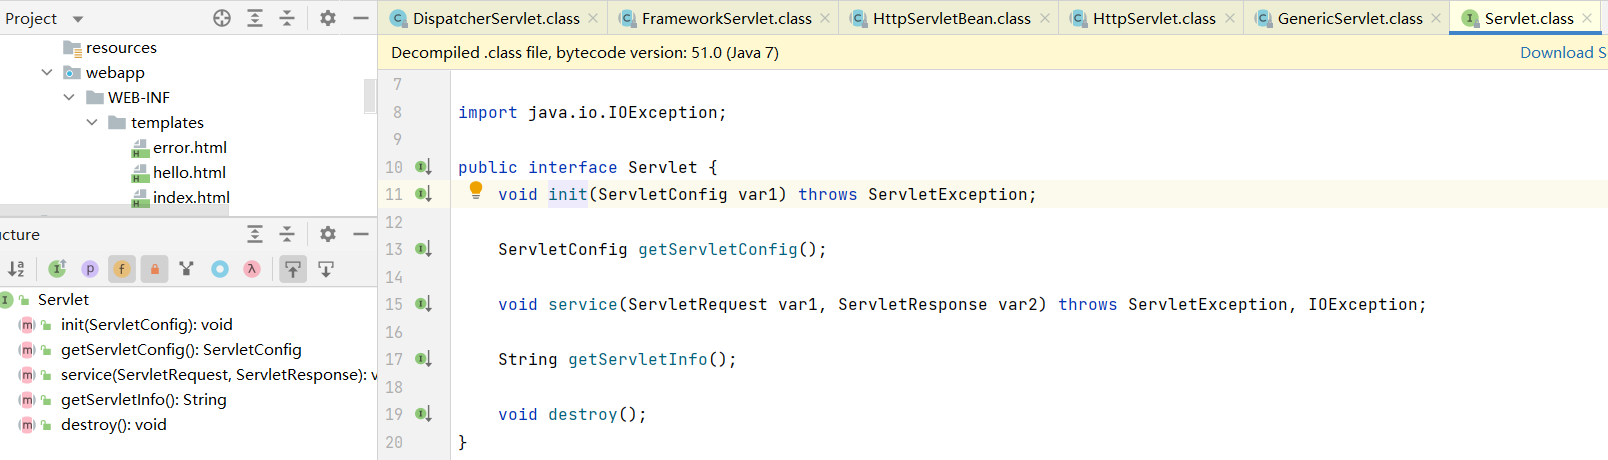 Project
resources
webapp
WEB-INF
templates
error.html
hello.html
index.html
ucture
Servlet
init(ServletConfig): void
getServletConfig(): ServletConfig
service(ServletRequest, ServletResponse): v
getServletInfo(): String
destroy(): void
DispatcherServlet.class FrameworkServlet.class HttpServletBean.class HttpServlet.class GenericServlet.class Servlet.class
Decompiled .class file, bytecode version: 51.0 (Java 7) Download S
7
8 import java.io.IOException;
9
10 public interface Servlet {
11 void init(ServletConfig var1) throws ServletException;
12
13 ServletConfig getServletConfig();
14
15 void service(ServletRequest var1, ServletResponse var2) throws ServletException, IOException;
16
17 String getServletInfo();
18
19 void destroy();
20 }